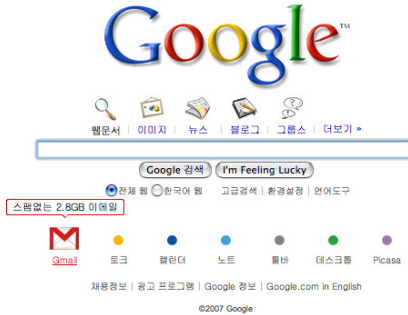 Google™
웹문서 | 이미지 | 뉴스 | 블로그 | 그룹스 | 더보기 »
Google 검색 I'm Feeling Lucky
전체 웹 한국어 웹 고급검색 | 환경설정 | 언어도구
스팸없는 2.8GB 이메일
Gmail 토크 캘린더 노트 툴바 데스크톱 Picasa
채용정보 | 광고 프로그램 | Google 정보 | Google.com in English
©2007 Google